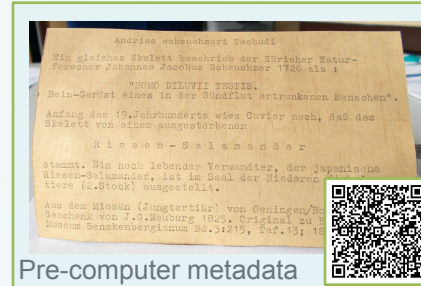 Andrias scheuchzeri Tschudi
Ein gleiches Skelett beschrieb der Züricher Natur-
forscher Johannes Jacobus Scheuchzer 1726 als :
"HOMO DILUVII TESTIS.
Bein-Gerüst eines in der Sündflut ertrunkenen Menschen".
Anfang des 19.Jahrhunderts wies Cuvier nach, daß das
Skelett von einem ausgestorbenen
Riesen-Salamander
stammt. Ein noch lebender Verwandter, der japanische
Riesen-Salamander, ist im Saal der Niederen
tiere (2.Stock) ausgestellt.
Aus dem Miozän (Jungtertiär) von Oeningen/Bo
Geschenk von J.G.Neuburg 1825. Original zu
Museum Senckenbergianum Bd.3:215, Taf.13; 18
Pre-computer metadata